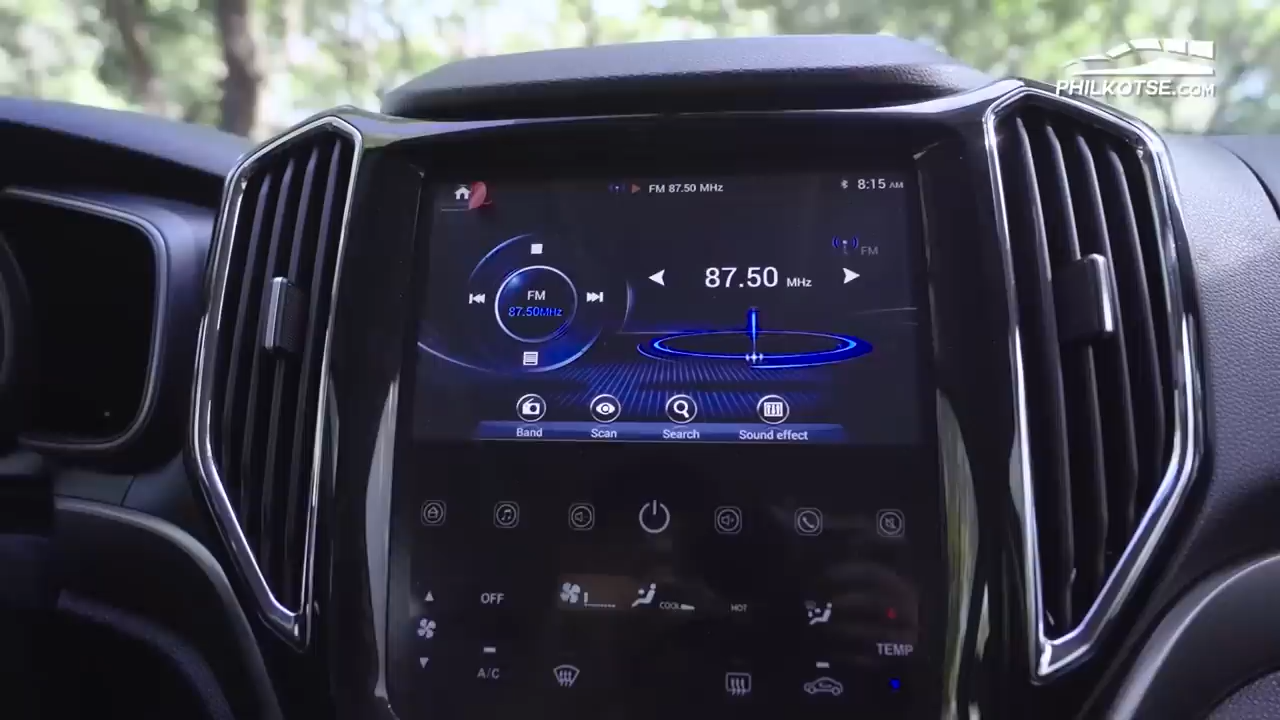 PHILKOTSE.COM
FM 87.50 MHz
8:15 AM
FM
87.50MHz
87.50 MHz
FM
Band
Scan
Search
Sound effect
OFF
COOL
HOT
A/C
TEMP